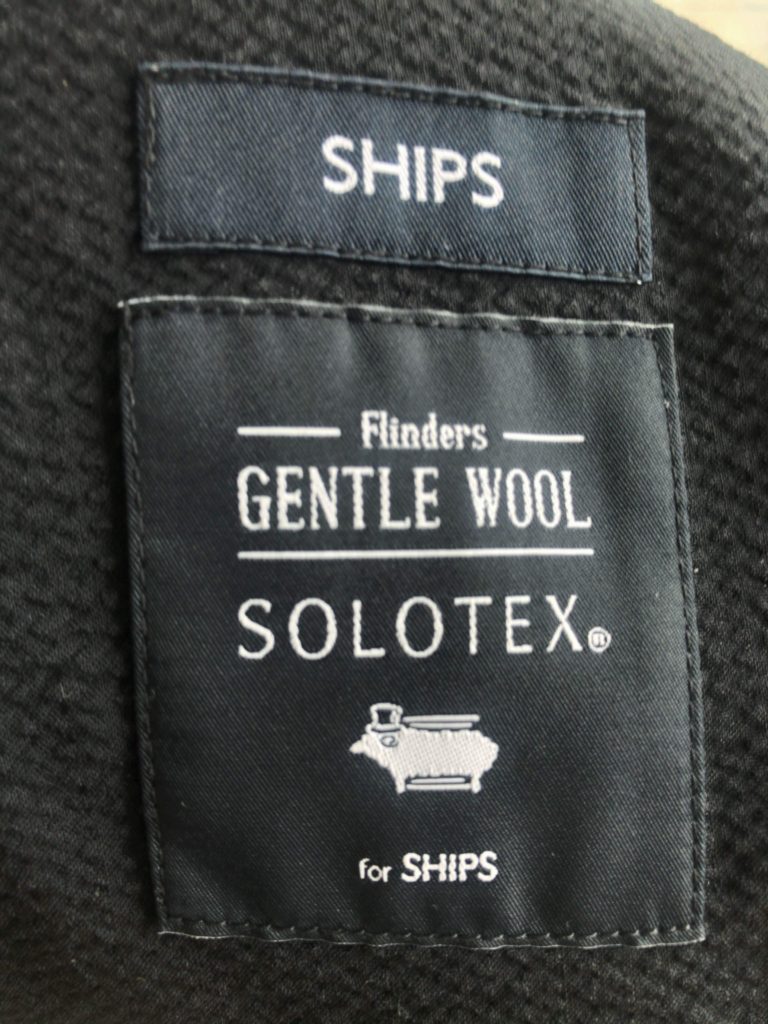 SHIPS
Flinders
GENTLE WOOL
SOLOTEX®
for SHIPS